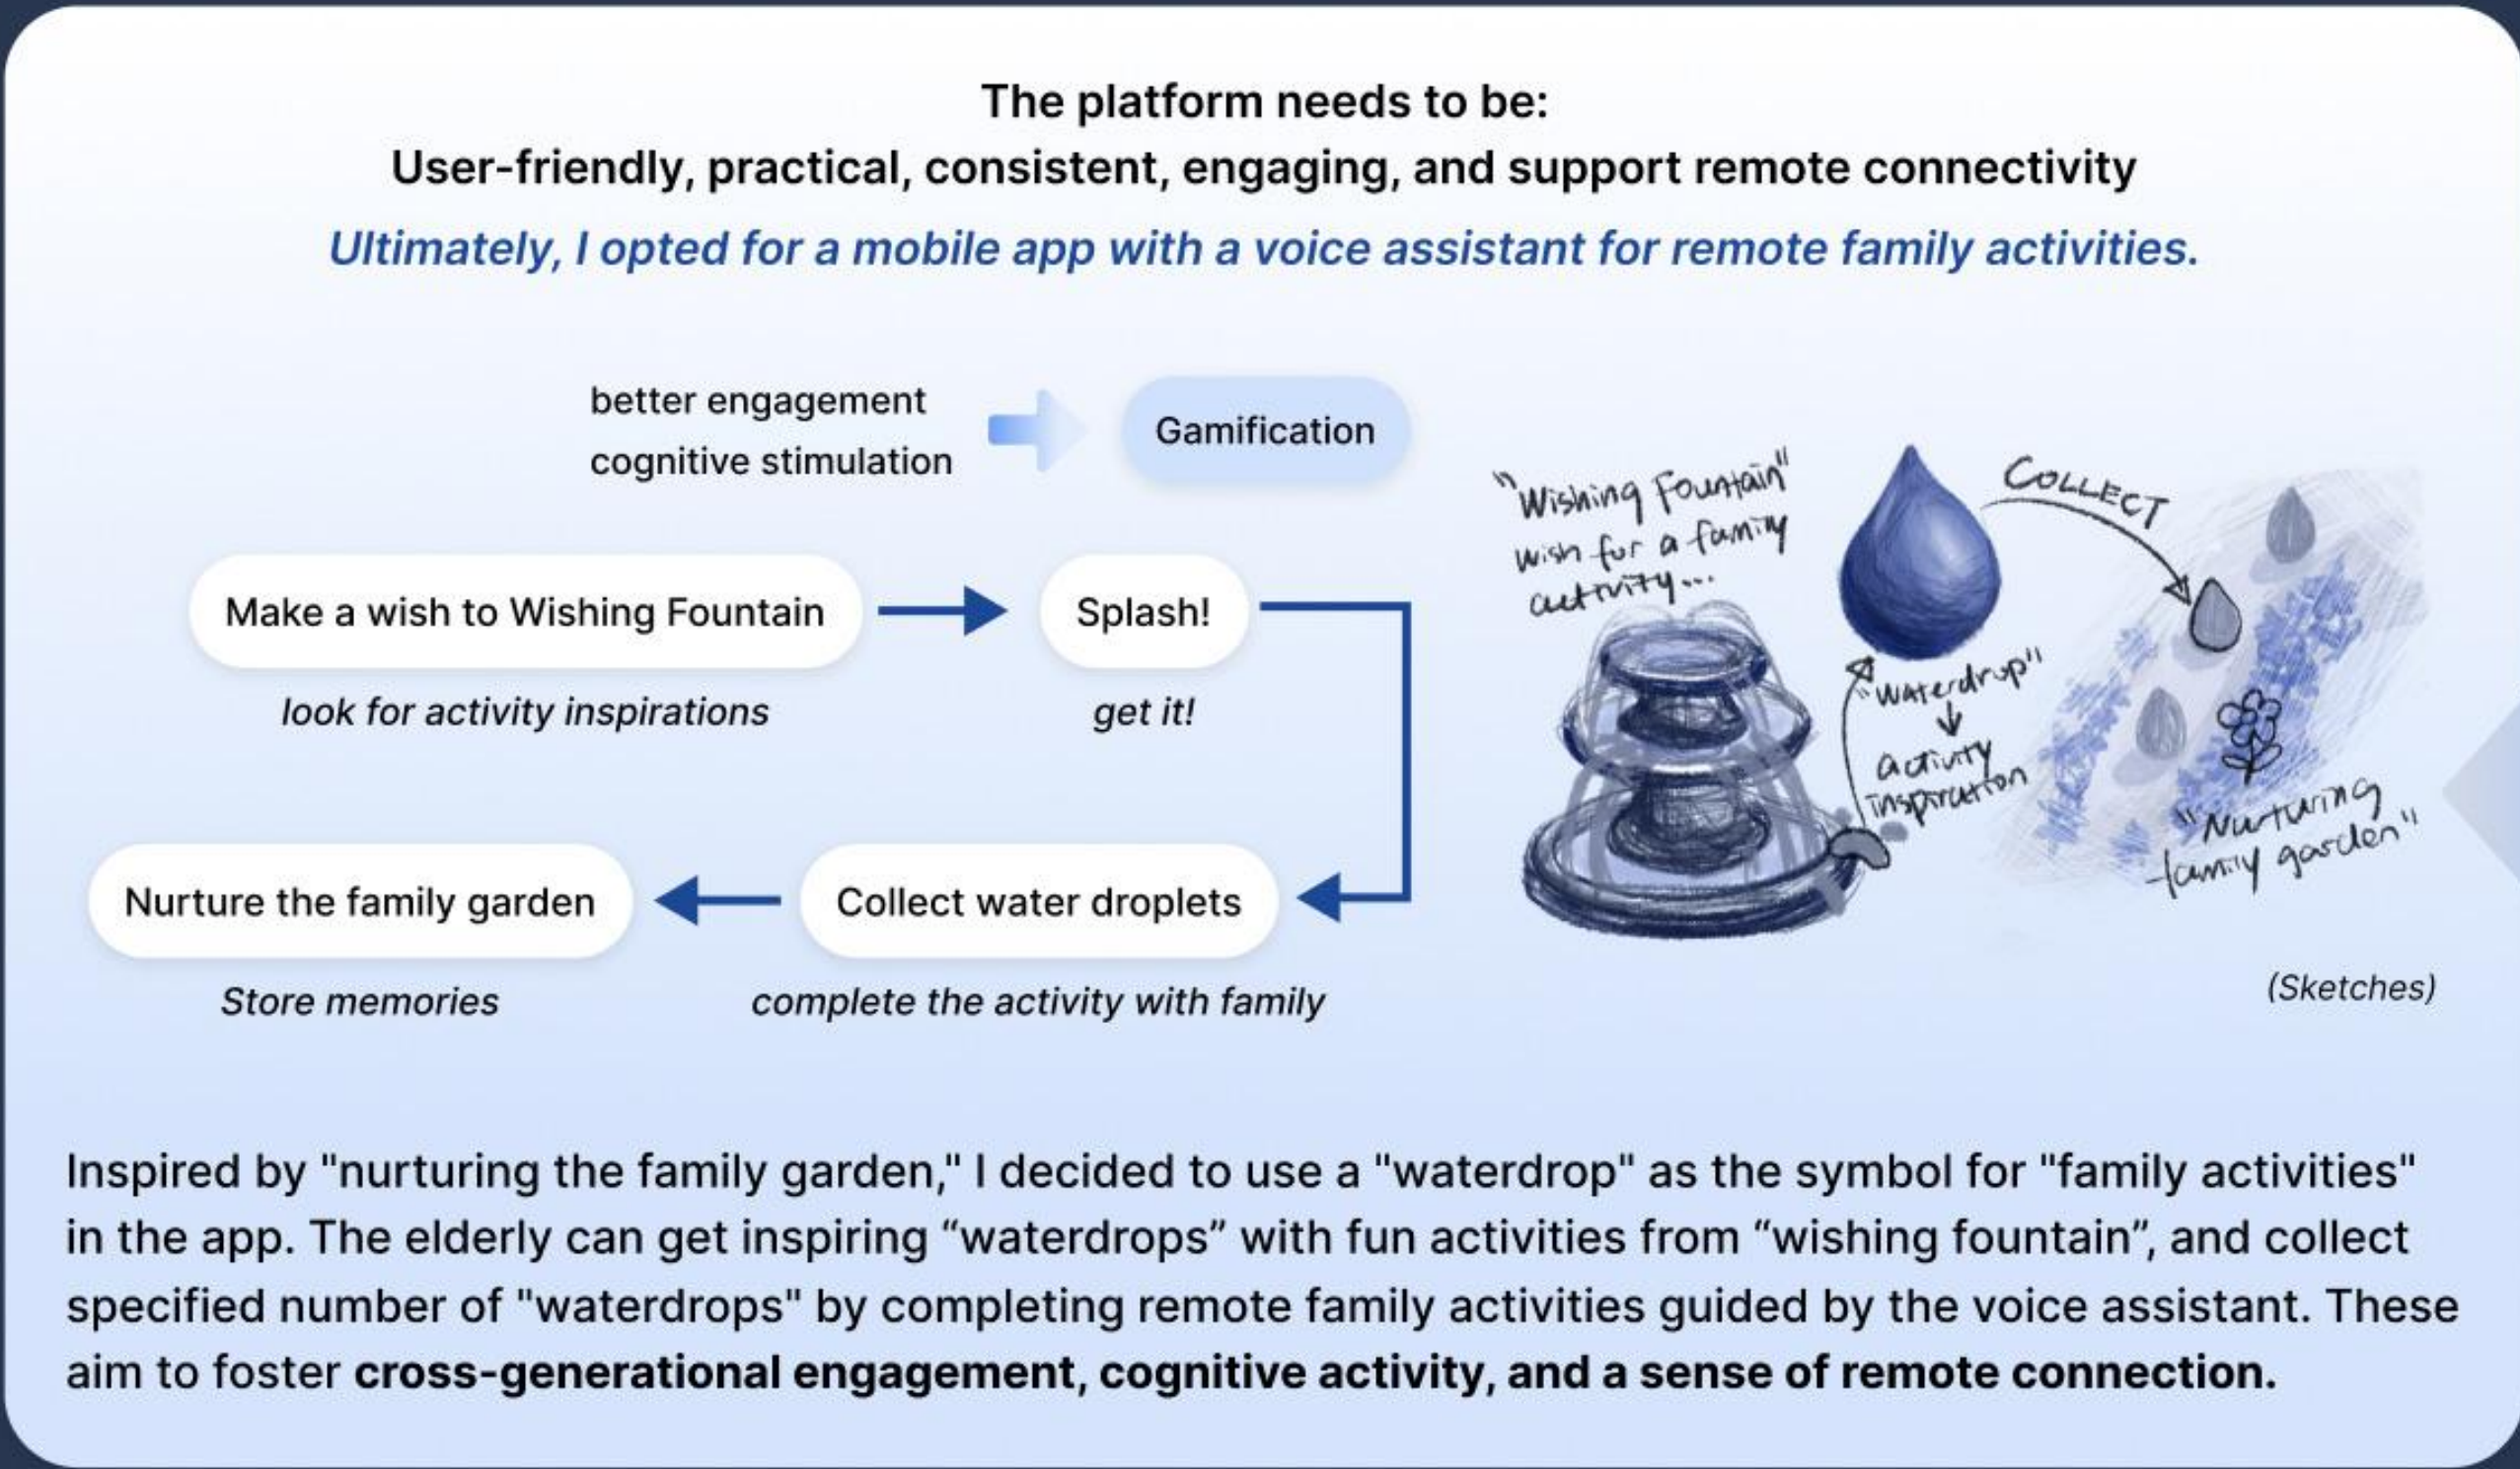 The platform needs to be:
User-friendly, practical, consistent, engaging, and support remote connectivity
Ultimately, I opted for a mobile app with a voice assistant for remote family activities.
better engagement
cognitive stimulation
Gamification
Make a wish to Wishing Fountain
Splash!
look for activity inspirations
get it!
Nurture the family garden
Collect water droplets
Store memories
complete the activity with family
"Wishing Fountain"
wish for a family
activity...
COLLECT
"waterdrop"
activity
inspiration
"Nurturing
family garden"
(Sketches)
Inspired by "nurturing the family garden," I decided to use a "waterdrop" as the symbol for "family activities"
in the app. The elderly can get inspiring “waterdrops” with fun activities from “wishing fountain”, and collect
specified number of "waterdrops" by completing remote family activities guided by the voice assistant. These
aim to foster cross-generational engagement, cognitive activity, and a sense of remote connection.